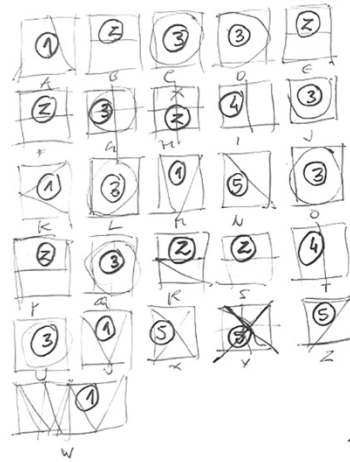 1 2 3 3 2
A B C D E
2 3 2 4 3
F G H I J
1 3 1 5 3
K L M N O
2 3 2 2 4
P Q R S T
3 1 5 5 5
U V X Y Z
1
W